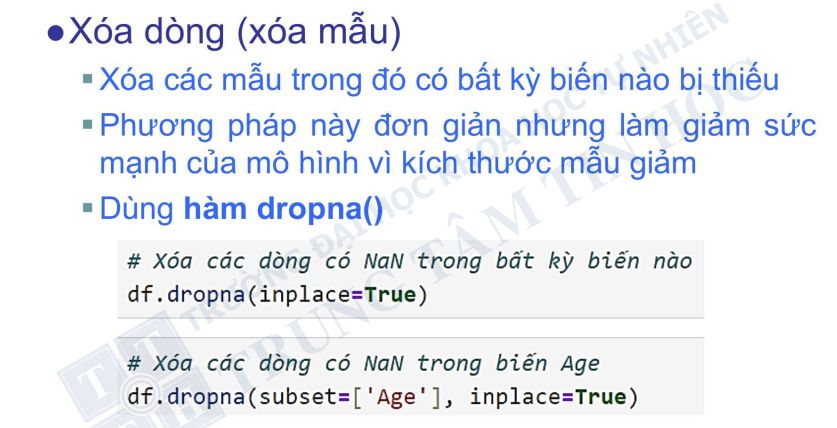 ●Xóa dòng (xóa mẫu)
▪Xóa các mẫu trong đó có bất kỳ biến nào bị thiếu
▪Phương pháp này đơn giản nhưng làm giảm sức
mạnh của mô hình vì kích thước mẫu giảm
▪Dùng hàm dropna()
# Xóa các dòng có NaN trong bất kỳ biến nào
df.dropna(inplace=True)
# Xóa các dòng có NaN trong biến Age
df.dropna(subset=['Age'], inplace=True)
TRƯỜNG ĐẠI HỌC KHOA HỌC TỰ NHIÊN
TRUNG TÂM TIN HỌC